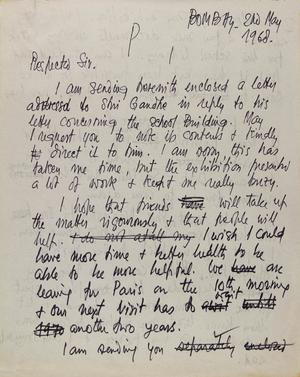 BOMBAY. 2nd May
1968.
P
Respected Sir.
I am sending herewith enclosed a letter
addressed to Shri Gandhi in reply to his
letter concerning the school building. May
I request you to note its contents & kindly
direct it to him. I am sorry this has
taken me time, but the exhibition presented
a lot of work & kept me really busy.
I hope that friends will take up
the matter vigorously & that people will
help. I do not at all my I wish I could
have more time & better health to be
able to be more helpful. We have are
leaving for Paris on the 10th morning
& our next visit has to wait
another two years.
I am sending you separately enclosed